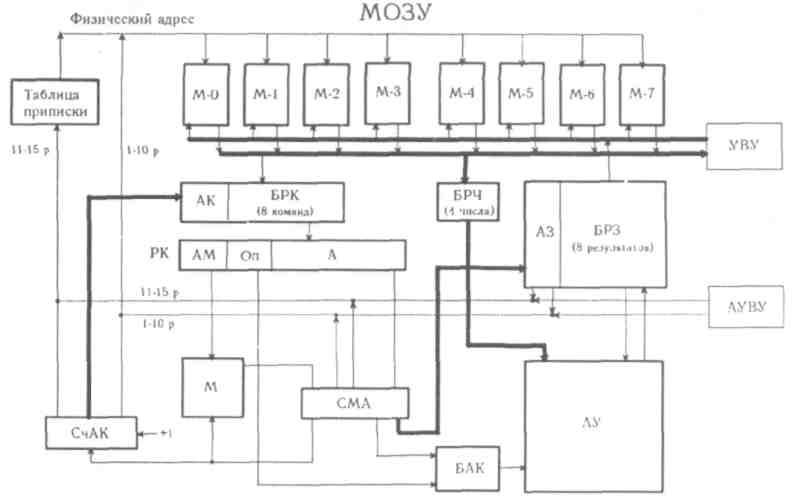 МОЗУ
Физический адрес
М-0 М-1 М-2 М-3 М-4 М-5 М-6 М-7
Таблица
приписки
УВУ
11-15 р
1-10 р
АК
БРК
(8 команд)
БРЧ
(4 числа)
АЗ
БРЗ
(8 результатов)
РК
АМ Оп А
11-15 р
1-10 р
АУВУ
М
СМА
СчАК
+1
БАК
АУ